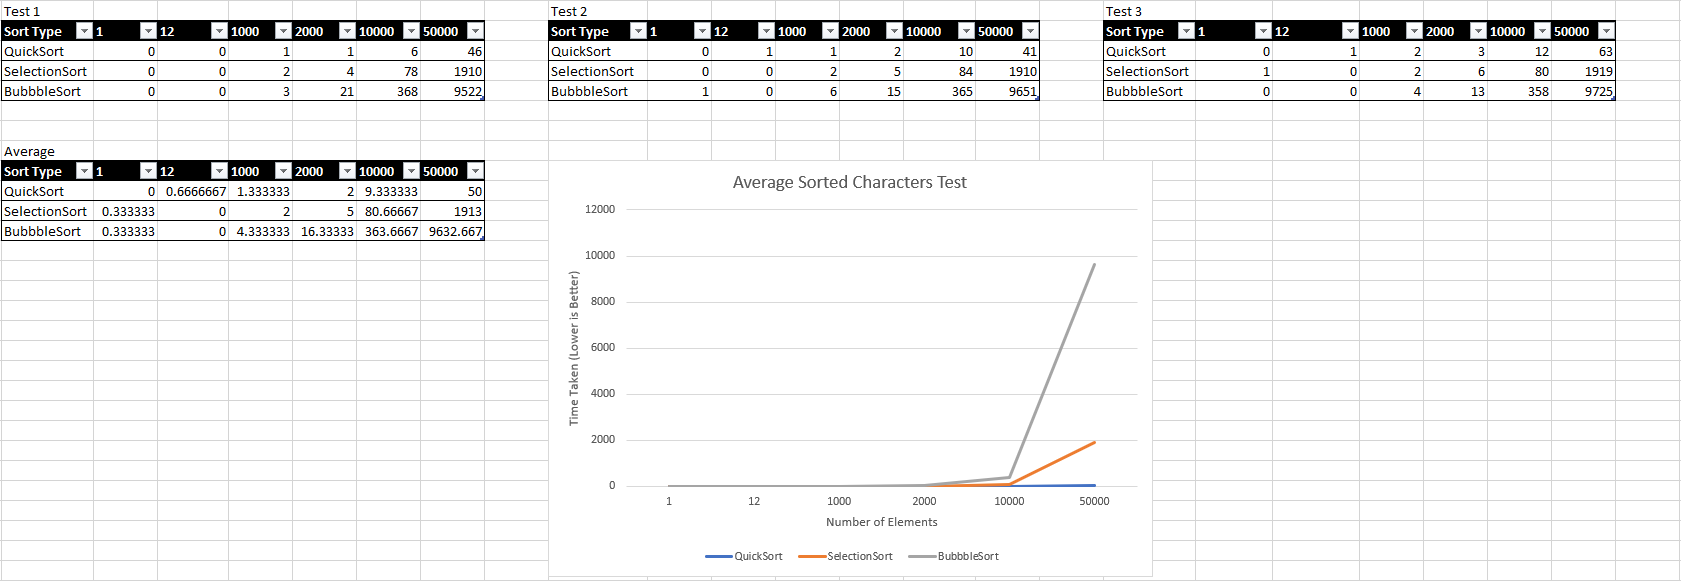 Test 1 Test 2 Test 3
Sort Type 1 12 1000 2000 10000 50000 Sort Type 1 12 1000 2000 10000 50000 Sort Type 1 12 1000 2000 10000 50000
QuickSort 0 0 1 1 6 46 QuickSort 0 1 1 2 10 41 QuickSort 0 1 2 3 12 63
SelectionSort 0 0 2 4 78 1910 SelectionSort 0 0 2 5 84 1910 SelectionSort 1 0 2 6 80 1919
BubbbleSort 0 0 3 21 368 9522 BubbbleSort 1 0 6 15 365 9651 BubbbleSort 0 0 4 13 358 9725
Average
Sort Type 1 12 1000 2000 10000 50000
QuickSort 0 0.6666667 1.333333 2 9.333333 50
SelectionSort 0.333333 0 2 5 80.66667 1913
BubbbleSort 0.333333 0 4.333333 16.33333 363.6667 9632.667
Average Sorted Characters Test
12000
10000
8000
6000
4000
2000
0
Time Taken (Lower is Better)
1 12 1000 2000 10000 50000
Number of Elements
QuickSort SelectionSort BubbbleSort